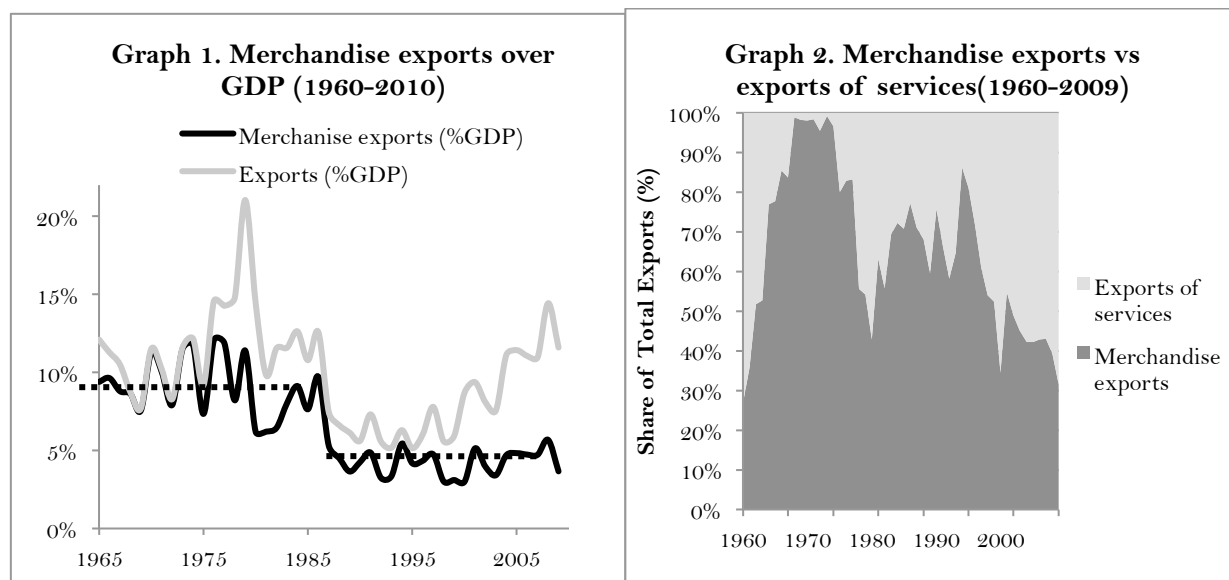 Graph 1. Merchandise exports over
GDP (1960-2010)
Merchanise exports (%GDP)
Exports (%GDP)
20%
15%
10%
5%
0%
1965
1975
1985
1995
2005
Graph 2. Merchandise exports vs
exports of services(1960-2009)
Share of Total Exports (%)
100%
90%
80%
70%
60%
50%
40%
30%
20%
10%
0%
1960
1970
1980
1990
2000
Exports of
services
Merchandise
exports